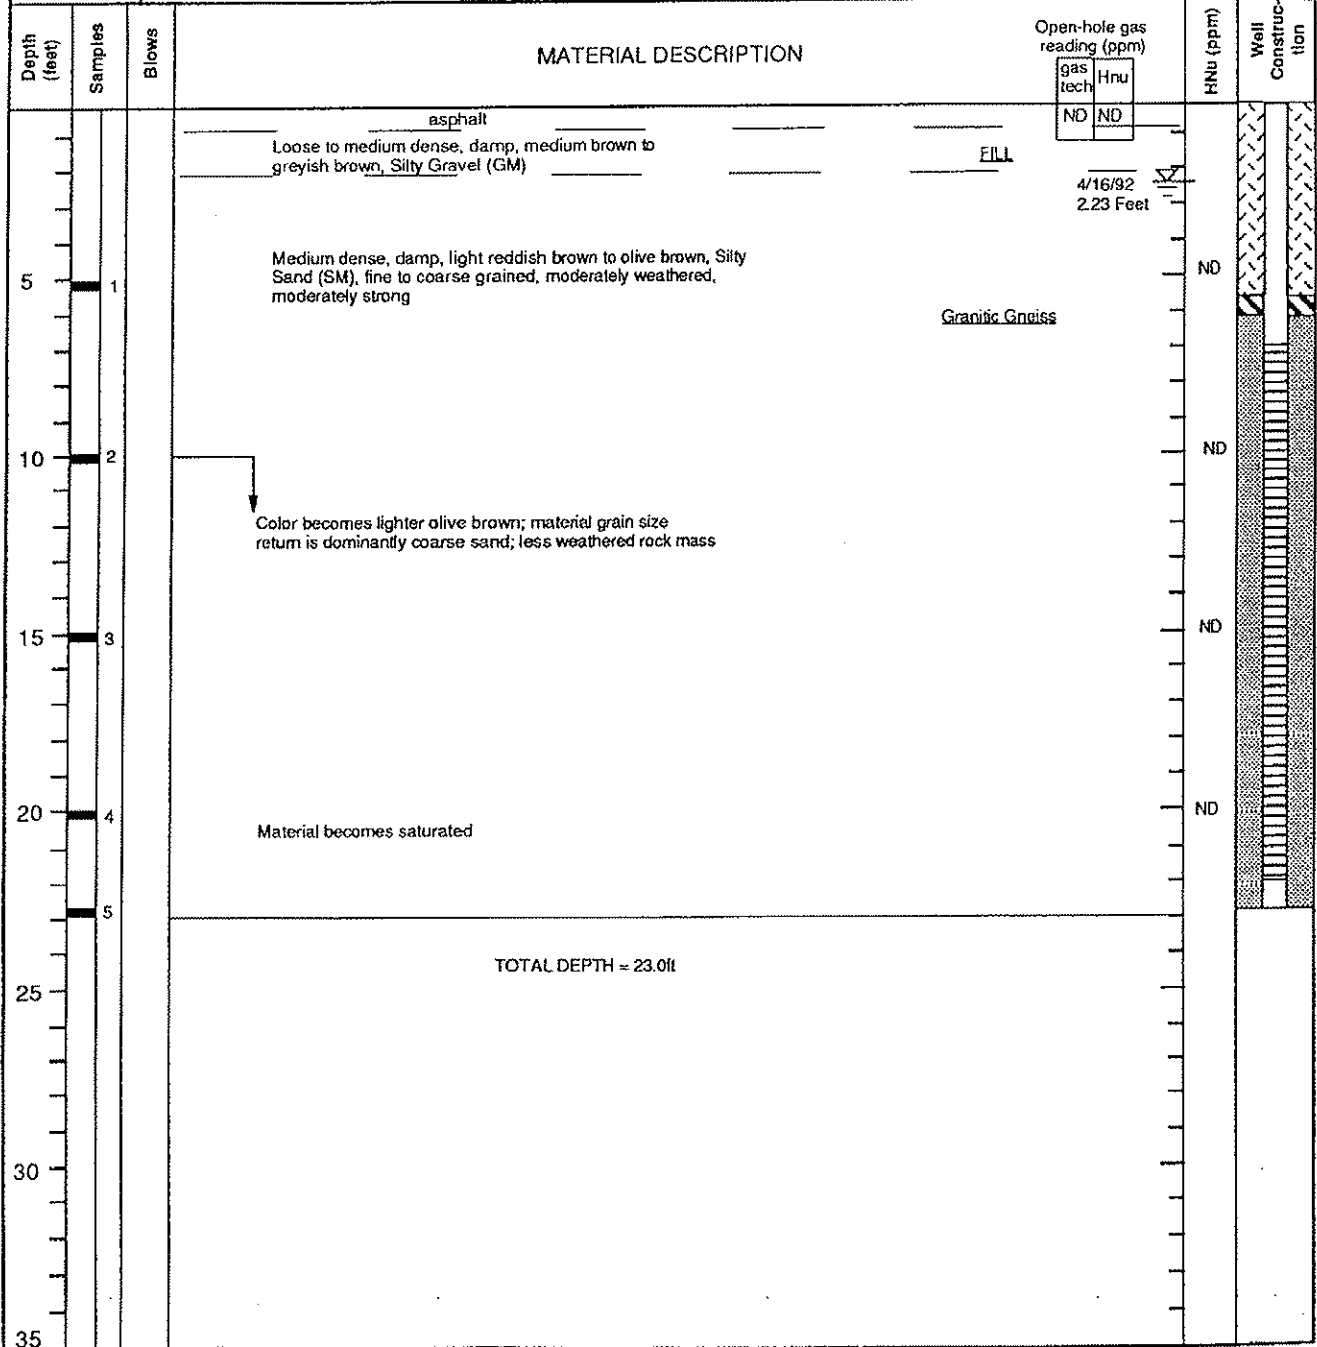 Depth
(feet)
Samples
Blows
MATERIAL DESCRIPTION
Open-hole gas
reading (ppm)
gas
tech
Hnu
ND ND
HNu (ppm)
Well
Construc-
tion
asphalt
Loose to medium dense, damp, medium brown to
greyish brown, Silty Gravel (GM)
FILL
4/16/92
2.23 Feet
Medium dense, damp, light reddish brown to olive brown, Silty
Sand (SM), fine to coarse grained, moderately weathered,
moderately strong
5
1
ND
Granitic Gneiss
10
2
ND
Color becomes lighter olive brown; material grain size
return is dominantly coarse sand; less weathered rock mass
15
3
ND
20
4
ND
Material becomes saturated
5
TOTAL DEPTH = 23.0ft
25
30
35